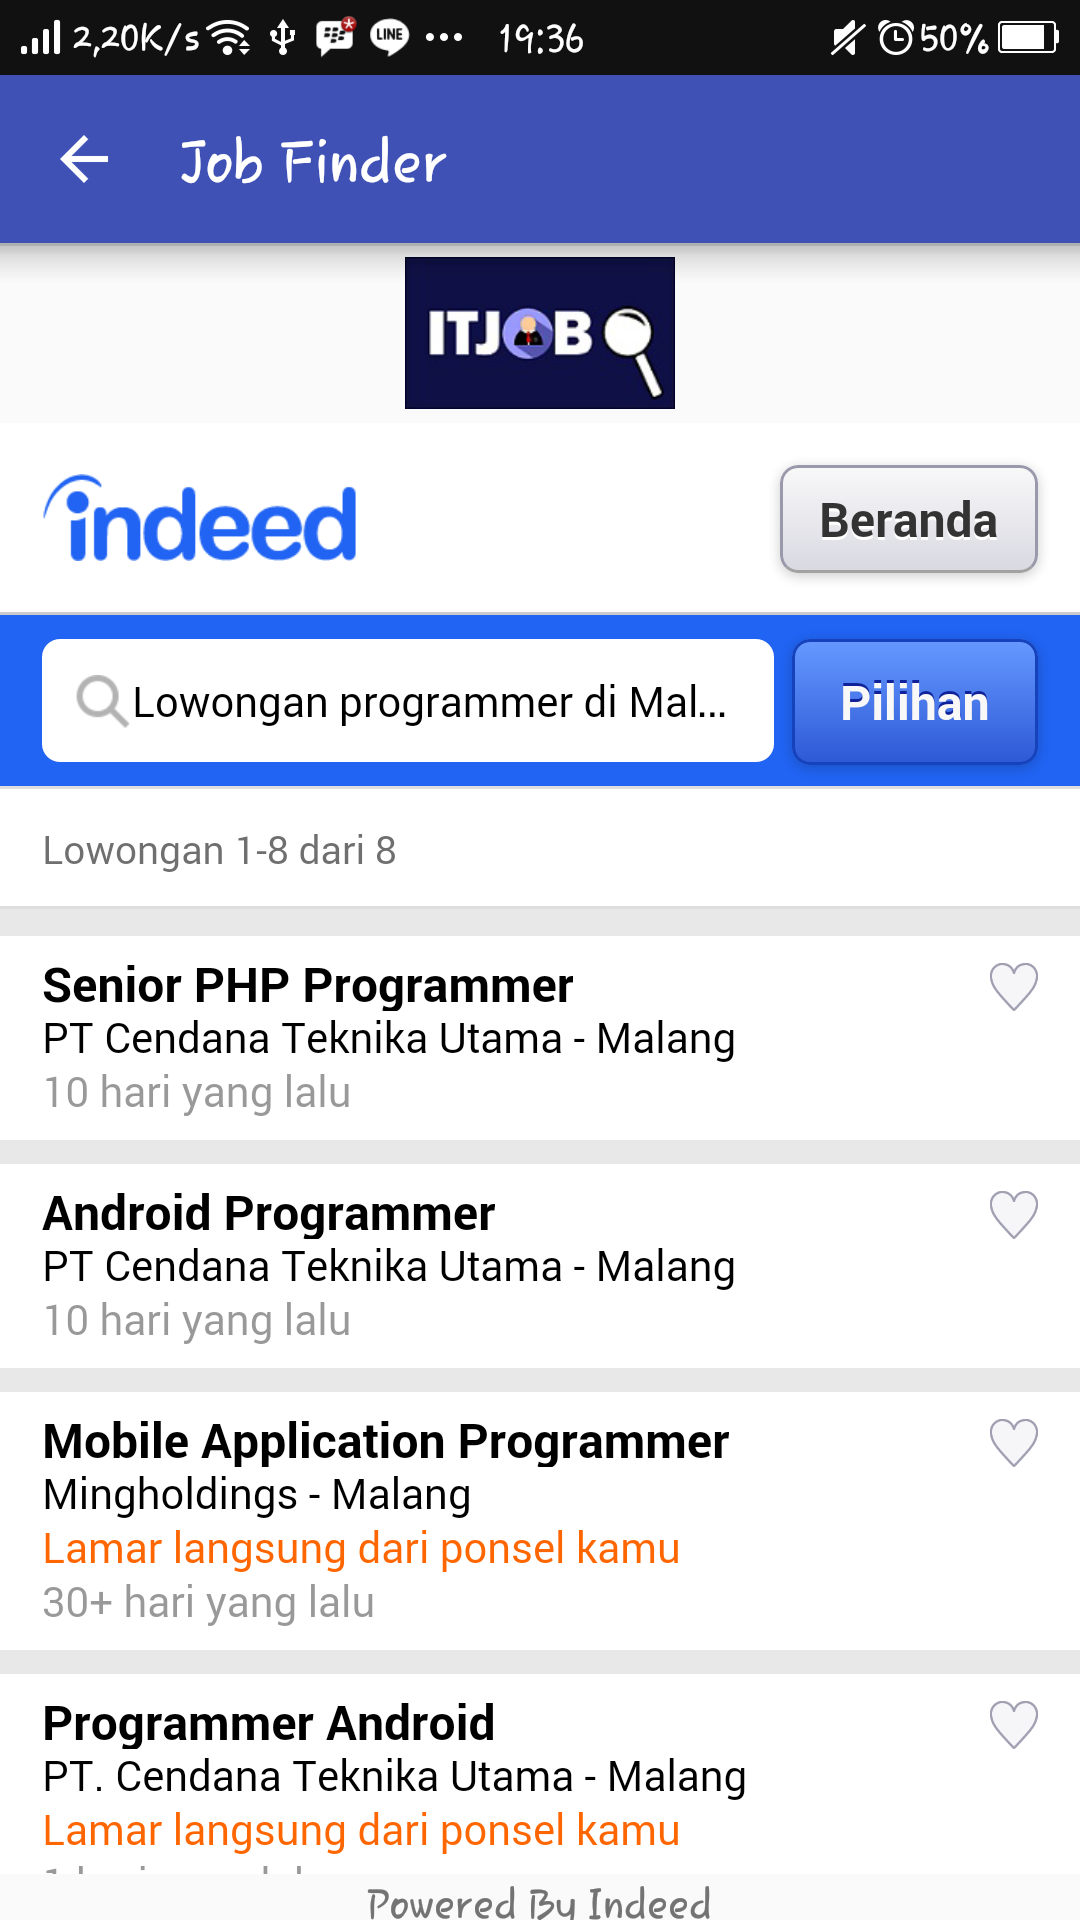 2,20K/s LINE 19:36 50%
Job Finder
ITJOB
indeed
Beranda
Lowongan programmer di Mal...
Pilihan
Lowongan 1-8 dari 8
Senior PHP Programmer
PT Cendana Teknika Utama - Malang
10 hari yang lalu
Android Programmer
PT Cendana Teknika Utama - Malang
10 hari yang lalu
Mobile Application Programmer
Mingholdings - Malang
Lamar langsung dari ponsel kamu
30+ hari yang lalu
Programmer Android
PT. Cendana Teknika Utama - Malang
Lamar langsung dari ponsel kamu
Powered By Indeed